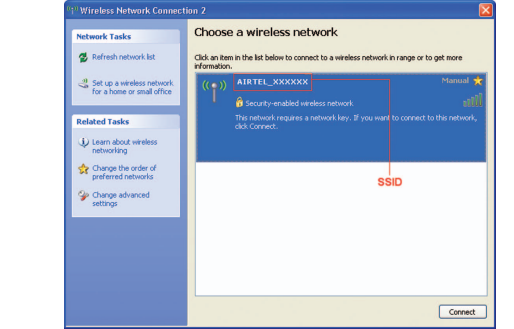 Wireless Network Connection 2
Network Tasks
Refresh network list
Set up a wireless network
for a home or small office
Related Tasks
Learn about wireless
networking
Change the order of
preferred networks
Change advanced
settings
Choose a wireless network
Click an item in the list below to connect to a wireless network in range or to get more
information.
AIRTEL_XXXXXX
Manual
Security-enabled wireless network
This network requires a network key. If you want to connect to this network,
click Connect.
SSID
Connect